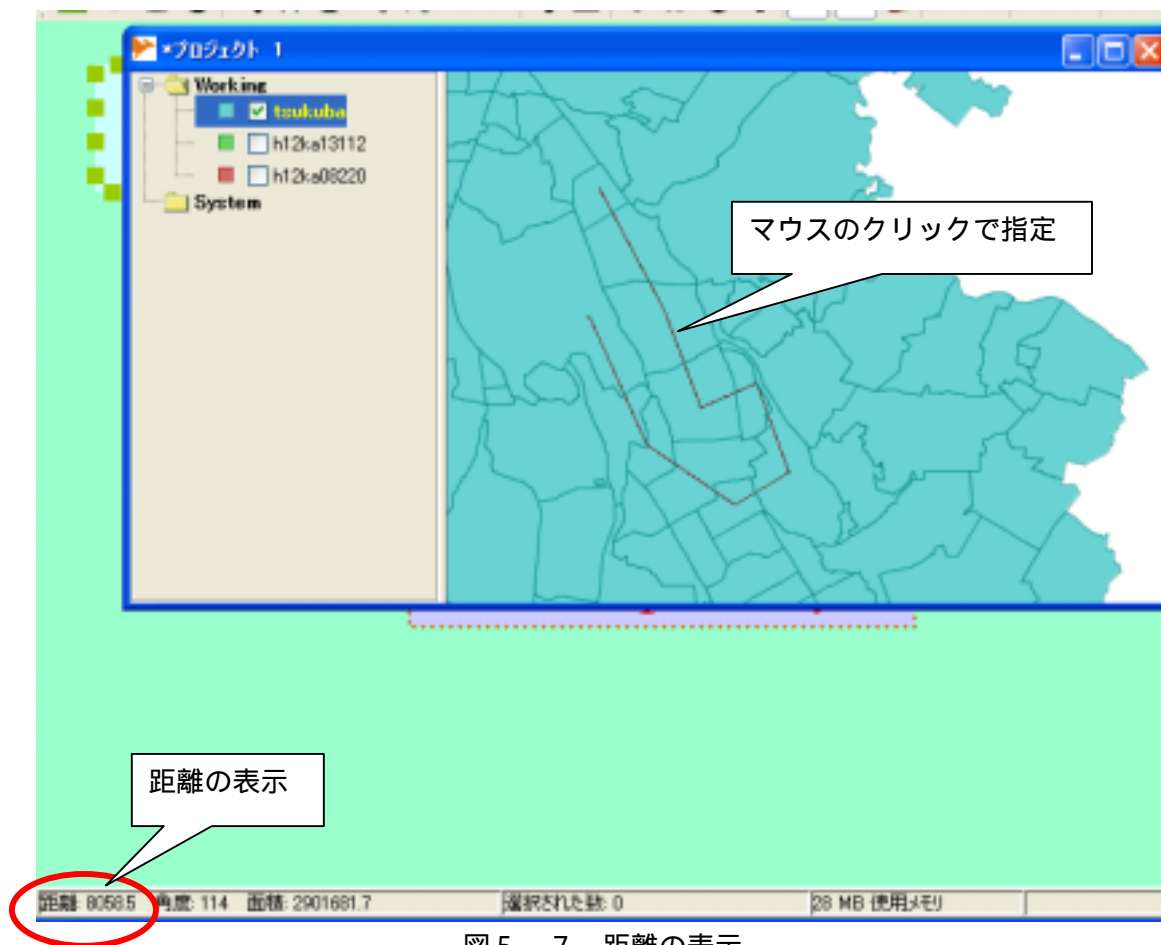 *プロジェクト 1
Working
tsukuba
h12ka13112
h12ka08220
System
マウスのクリックで指定
距離の表示
距離: 8058.5 角度: 114 面積: 2901681.7 選択された数: 0 28 MB 使用メモリ
図5. 7 距離の表示